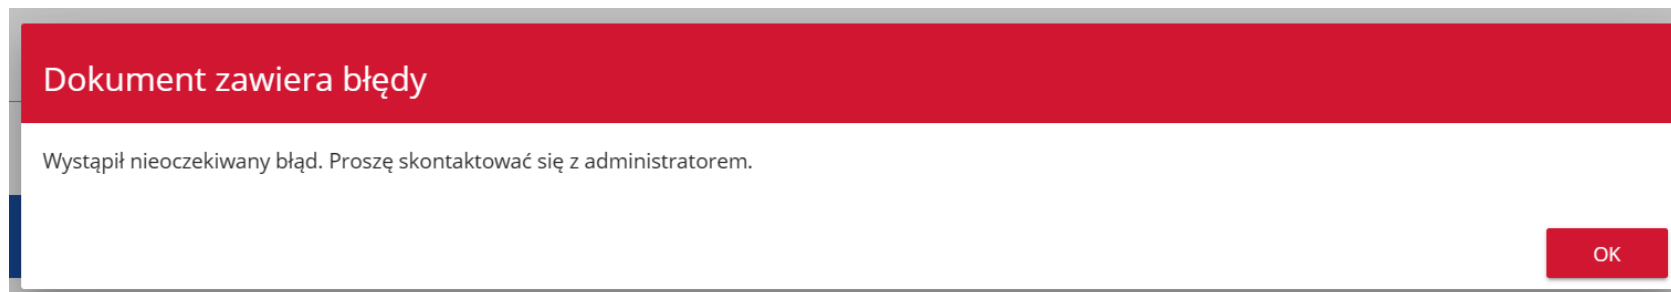 Dokument zawiera błędy
Wystąpił nieoczekiwany błąd. Proszę skontaktować się z administratorem.
OK